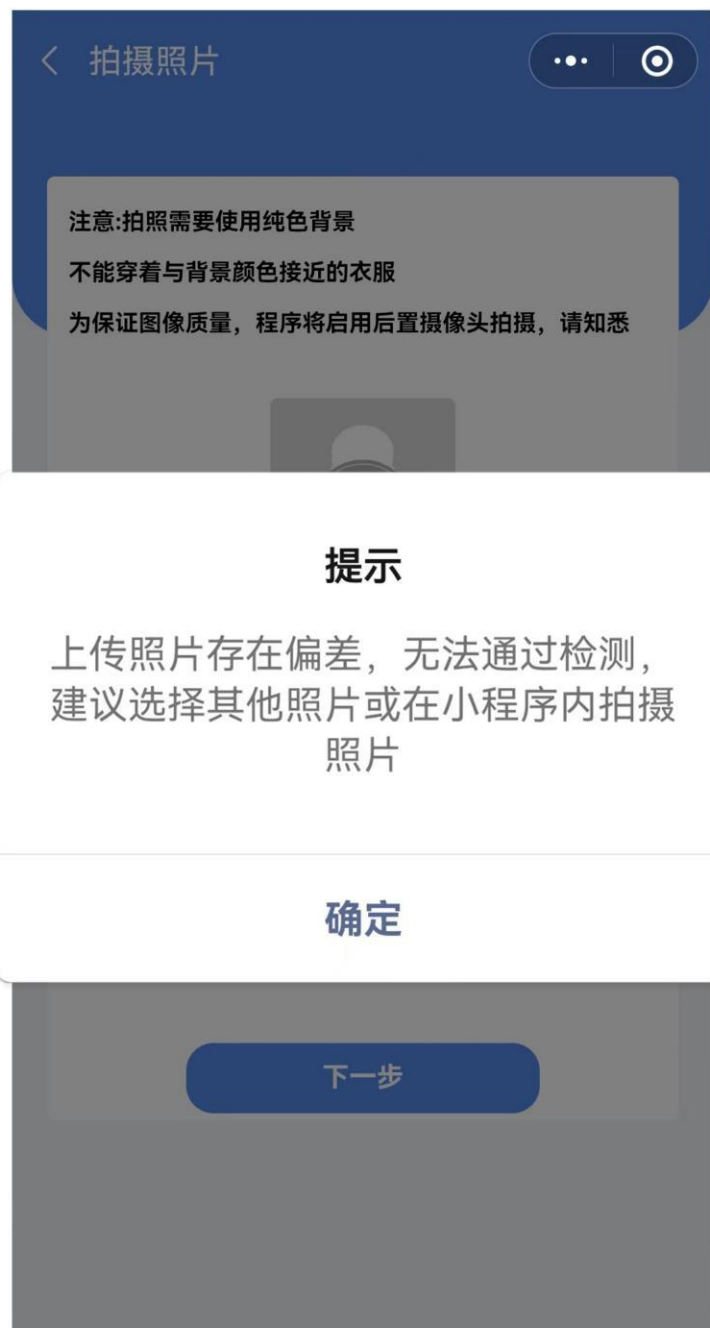 拍摄照片
注意:拍照需要使用纯色背景
不能穿着与背景颜色接近的衣服
为保证图像质量，程序将启用后置摄像头拍摄，请知悉
提示
上传照片存在偏差，无法通过检测，
建议选择其他照片或在小程序内拍摄
照片
确定
下一步